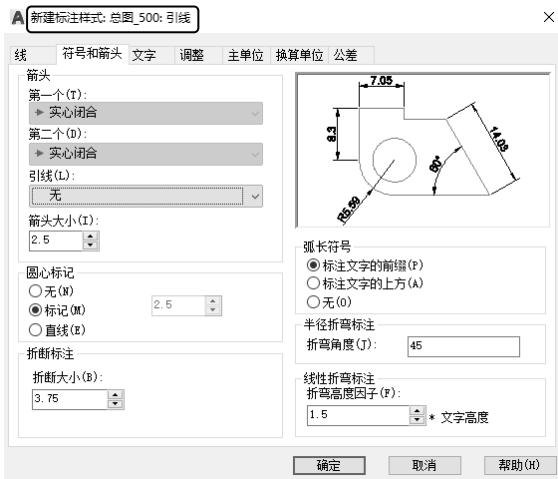 新建标注样式: 总图_500: 引线
线 符号和箭头 文字 调整 主单位 换算单位 公差
箭头
第一个(T):
实心闭合
第二个(D):
实心闭合
引线(L):
无
箭头大小(I):
2.5
圆心标记
无(N)
标记(M)
2.5
直线(E)
折断标注
折断大小(B):
3.75
7.05
8.3
14.03
60°
R5.59
弧长符号
标注文字的前缀(P)
标注文字的上方(A)
无(O)
半径折弯标注
折弯角度(J): 45
线性折弯标注
折弯高度因子(F):
1.5 * 文字高度
确定 取消 帮助(H)